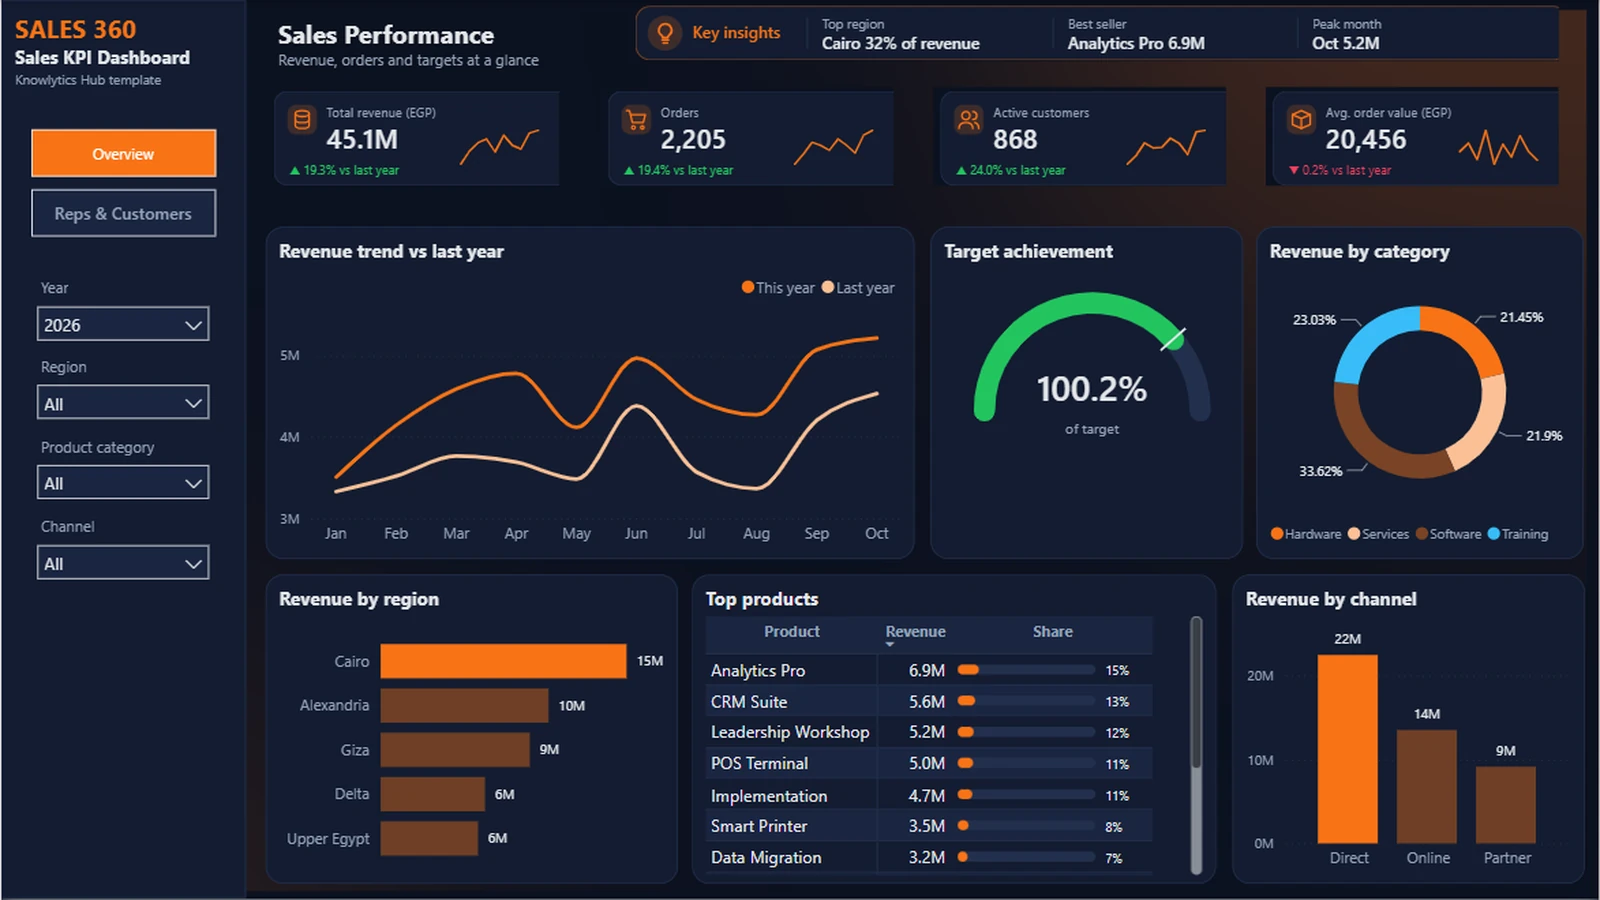 SALES 360
Sales KPI Dashboard
Knowlytics Hub template
Overview
Reps & Customers
Year
2026
Region
All
Product category
All
Channel
All
Sales Performance
Revenue, orders and targets at a glance
Key insights
Top region
Cairo 32% of revenue
Best seller
Analytics Pro 6.9M
Peak month
Oct 5.2M
Total revenue (EGP)
45.1M
▲ 19.3% vs last year
Orders
2,205
▲ 19.4% vs last year
Active customers
868
▲ 24.0% vs last year
Avg. order value (EGP)
20,456
▼ 0.2% vs last year
Revenue trend vs last year
This year Last year
5M
4M
3M
Jan Feb Mar Apr May Jun Jul Aug Sep Oct
Target achievement
100.2%
of target
Revenue by category
23.03% 21.45%
21.9%
33.62%
Hardware Services Software Training
Revenue by region
Cairo 15M
Alexandria 10M
Giza 9M
Delta 6M
Upper Egypt 6M
Top products
Product Revenue Share
Analytics Pro 6.9M 15%
CRM Suite 5.6M 13%
Leadership Workshop 5.2M 12%
POS Terminal 5.0M 11%
Implementation 4.7M 11%
Smart Printer 3.5M 8%
Data Migration 3.2M 7%
Revenue by channel
22M
20M
14M
10M
9M
0M
Direct Online Partner